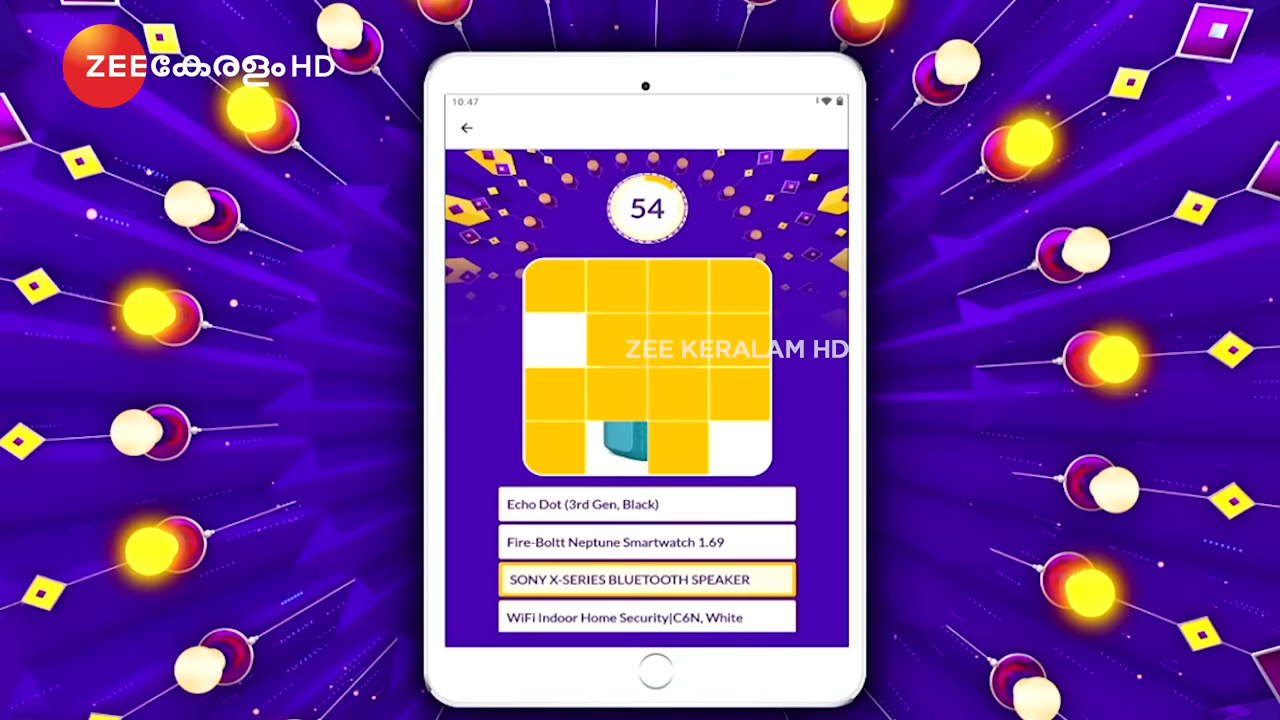 ZEEകേരളംHD
10.47
54
ZEE KERALAM HD
Echo Dot (3rd Gen, Black)
Fire-Boltt Neptune Smartwatch 1.69
SONY X-SERIES BLUETOOTH SPEAKER
WiFi Indoor Home Security|C6N, White